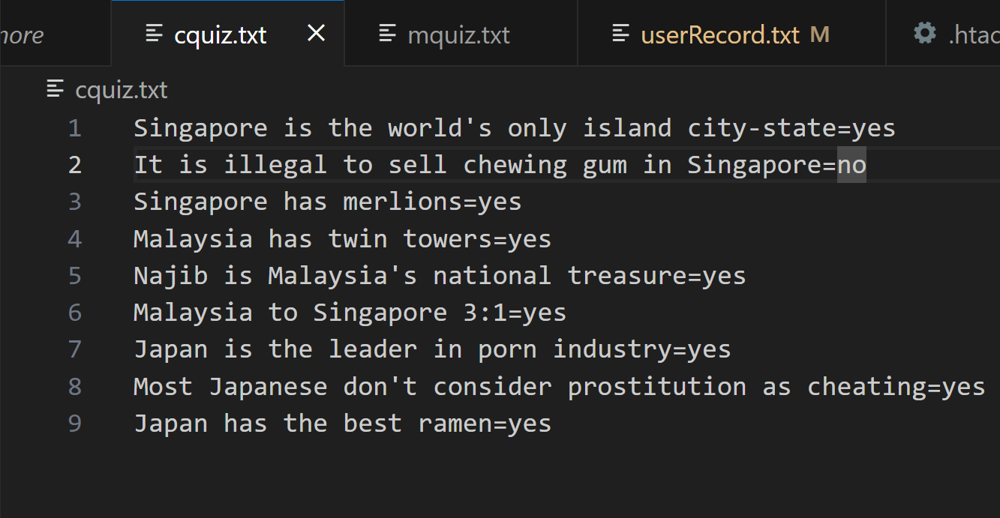 nore cquiz.txt mquiz.txt userRecord.txt M .htac
cquiz.txt
1 Singapore is the world's only island city-state=yes
2 It is illegal to sell chewing gum in Singapore=no
3 Singapore has merlions=yes
4 Malaysia has twin towers=yes
5 Najib is Malaysia's national treasure=yes
6 Malaysia to Singapore 3:1=yes
7 Japan is the leader in porn industry=yes
8 Most Japanese don't consider prostitution as cheating=yes
9 Japan has the best ramen=yes